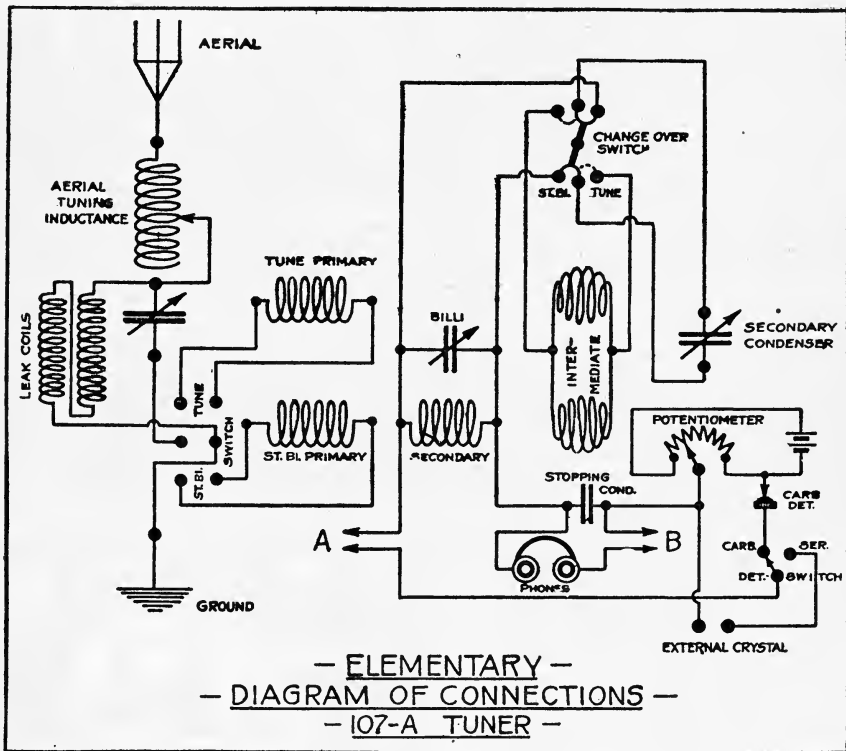 AERIAL
AERIAL
TUNING
INDUCTANCE
LEAK COILS
TUNE PRIMARY
TUNE
SWITCH
ST. BI.
ST. BI. PRIMARY
GROUND
CHANGE OVER
SWITCH
ST. BI.
TUNE
BILLI
INTER-
MEDIATE
SECONDARY
CONDENSER
SECONDARY
POTENTIOMETER
STOPPING
COND.
CARB
DET.
A
B
PHONES
CARB.
SER.
DET.-SWITCH
EXTERNAL CRYSTAL
- ELEMENTARY -
- DIAGRAM OF CONNECTIONS -
- 107-A TUNER -